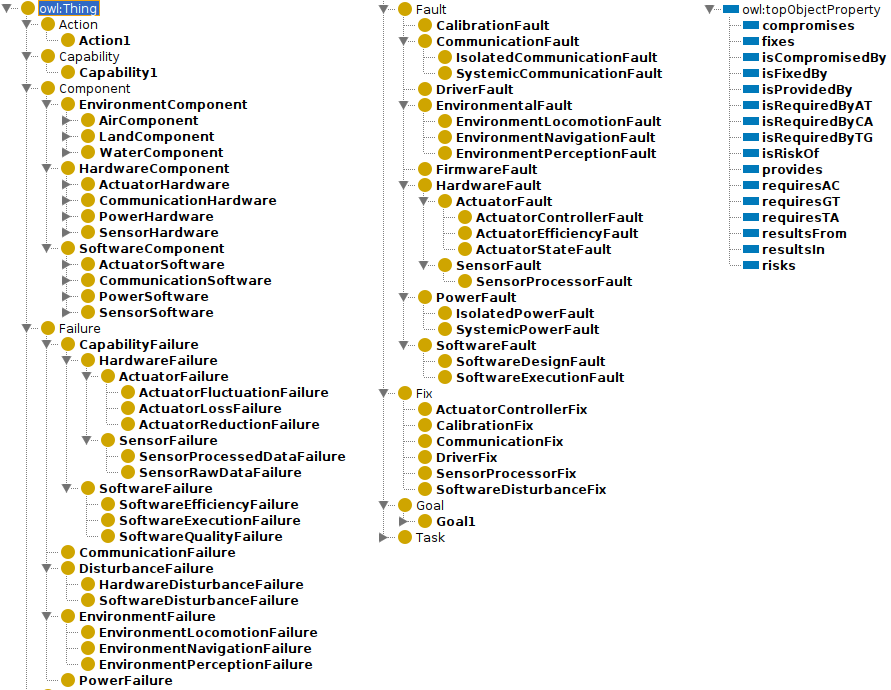 owl:Thing
Action
Action1
Capability
Capability1
Component
EnvironmentComponent
AirComponent
LandComponent
WaterComponent
HardwareComponent
ActuatorHardware
CommunicationHardware
PowerHardware
SensorHardware
SoftwareComponent
ActuatorSoftware
CommunicationSoftware
PowerSoftware
SensorSoftware
Failure
CapabilityFailure
HardwareFailure
ActuatorFailure
ActuatorFluctuationFailure
ActuatorLossFailure
ActuatorReductionFailure
SensorFailure
SensorProcessedDataFailure
SensorRawDataFailure
SoftwareFailure
SoftwareEfficiencyFailure
SoftwareExecutionFailure
SoftwareQualityFailure
CommunicationFailure
DisturbanceFailure
HardwareDisturbanceFailure
SoftwareDisturbanceFailure
EnvironmentFailure
EnvironmentLocomotionFailure
EnvironmentNavigationFailure
EnvironmentPerceptionFailure
PowerFailure
Fault
CalibrationFault
CommunicationFault
IsolatedCommunicationFault
SystemicCommunicationFault
DriverFault
EnvironmentalFault
EnvironmentLocomotionFault
EnvironmentNavigationFault
EnvironmentPerceptionFault
FirmwareFault
HardwareFault
ActuatorFault
ActuatorControllerFault
ActuatorEfficiencyFault
ActuatorStateFault
SensorFault
SensorProcessorFault
PowerFault
IsolatedPowerFault
SystemicPowerFault
SoftwareFault
SoftwareDesignFault
SoftwareExecutionFault
Fix
ActuatorControllerFix
CalibrationFix
CommunicationFix
DriverFix
SensorProcessorFix
SoftwareDisturbanceFix
Goal
Goal1
Task
owl:topObjectProperty
compromises
fixes
isCompromisedBy
isFixedBy
isProvidedBy
isRequiredByAT
isRequiredByCA
isRequiredByTG
isRiskOf
provides
requiresAC
requiresGT
requiresTA
resultsFrom
resultsIn
risks